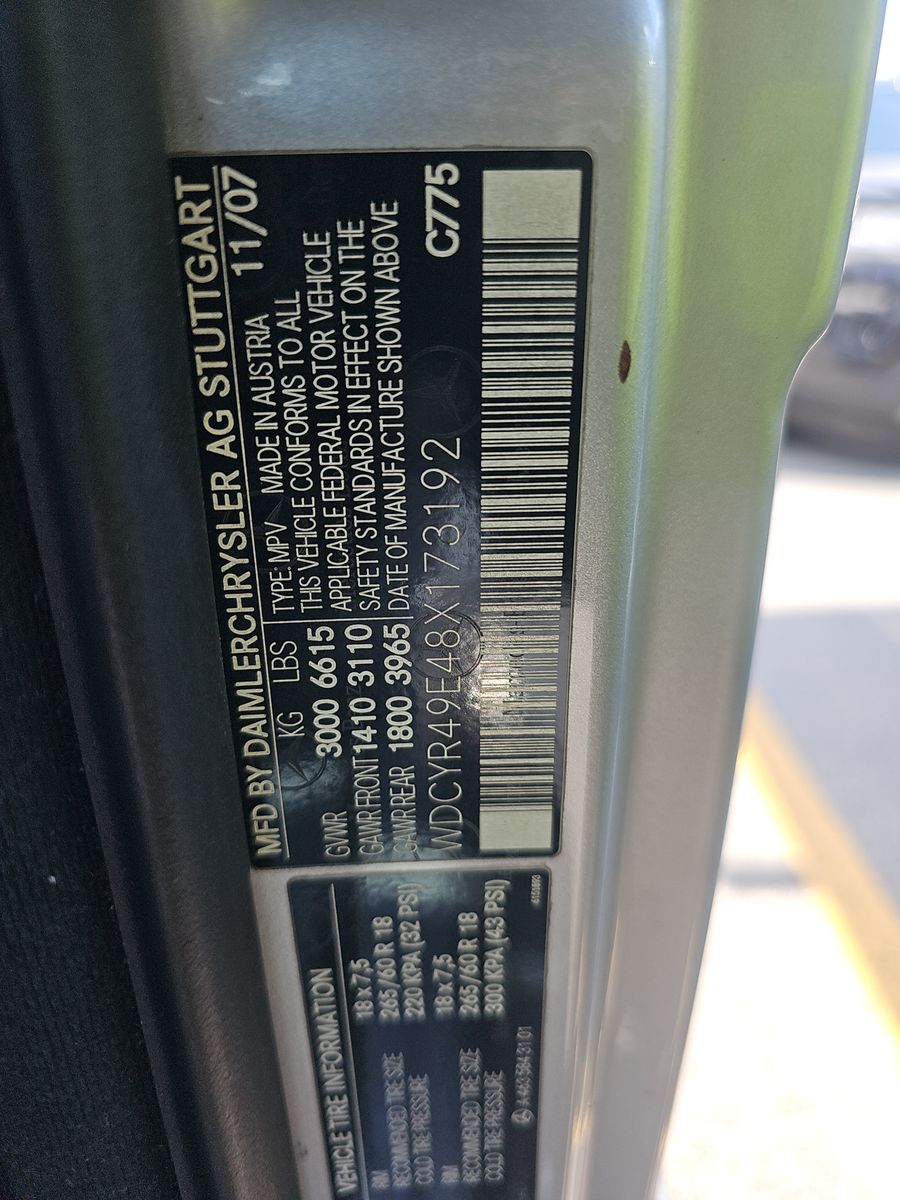 MFD BY DAIMLERCHRYSLER AG STUTTGART
KG LBS TYPE: MPV MADE IN AUSTRIA 11/07
GVWR 3000 6615 THIS VEHICLE CONFORMS TO ALL
GAWR FRONT 1410 3110 APPLICABLE FEDERAL MOTOR VEHICLE
GAWR REAR 1800 3965 SAFETY STANDARDS IN EFFECT ON THE
DATE OF MANUFACTURE SHOWN ABOVE
WDCYR49E48X173192 C775
VEHICLE TIRE INFORMATION
RIM 18 x 7,5
RECOMMENDED TIRE SIZE 265/60 R 18
COLD TIRE PRESSURE 220 KPA (32 PSI)
RIM 18 x 7,5
RECOMMENDED TIRE SIZE 265/60 R 18
COLD TIRE PRESSURE 300 KPA (43 PSI)